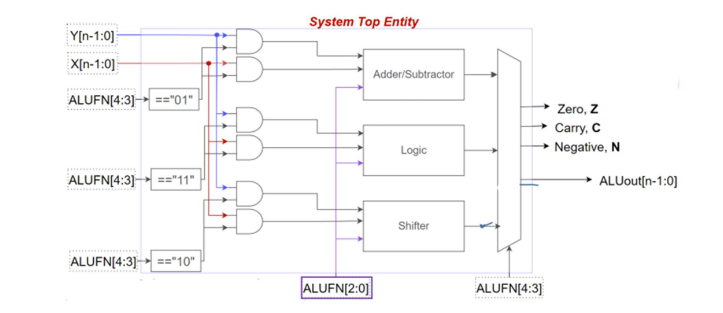 System Top Entity
Y[n-1:0]
X[n-1:0]
ALUFN[4:3]
=="01"
Adder/Subtractor
Zero, Z
Carry, C
Negative, N
ALUFN[4:3]
=="11"
Logic
ALUout[n-1:0]
Shifter
ALUFN[4:3]
=="10"
ALUFN[2:0]
ALUFN[4:3]